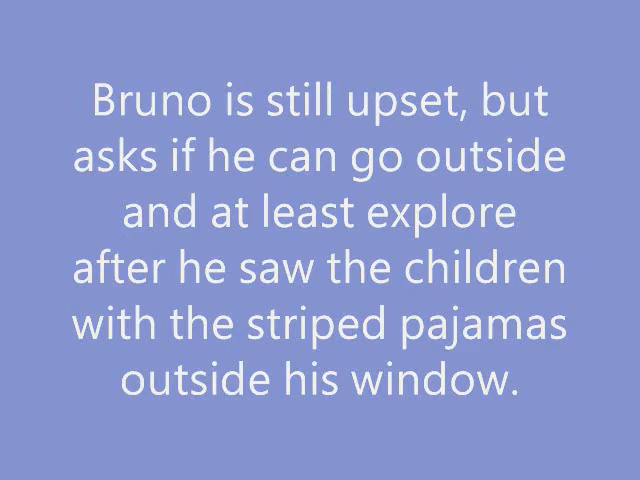 Bruno is still upset, but
asks if he can go outside
and at least explore
after he saw the children
with the striped pajamas
outside his window.